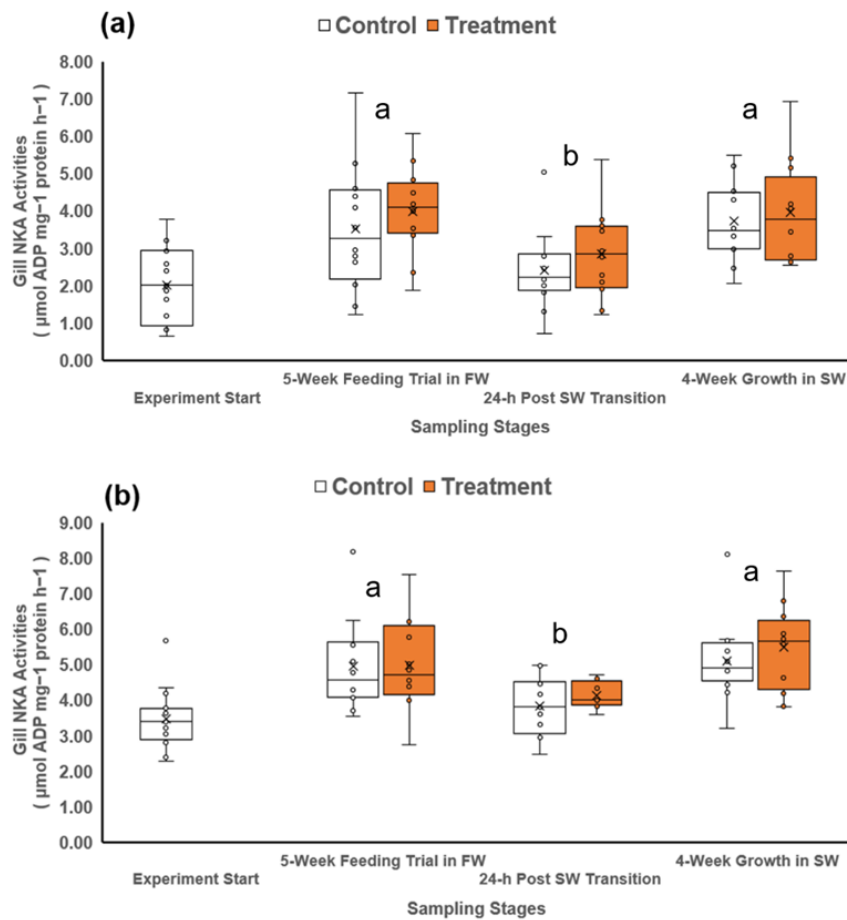 (a)
Control Treatment
8.00
7.00
6.00
5.00
4.00
3.00
2.00
1.00
0.00
Gill NKA Activities
( µmol ADP mg−1 protein h−1 )
a
b
a
5-Week Feeding Trial in FW
4-Week Growth in SW
Experiment Start
24-h Post SW Transition
Sampling Stages
(b)
Control Treatment
9.00
8.00
7.00
6.00
5.00
4.00
3.00
2.00
1.00
0.00
Gill NKA Activities
( µmol ADP mg−1 protein h−1 )
a
b
a
5-Week Feeding Trial in FW
4-Week Growth in SW
Experiment Start
24-h Post SW Transition
Sampling Stages